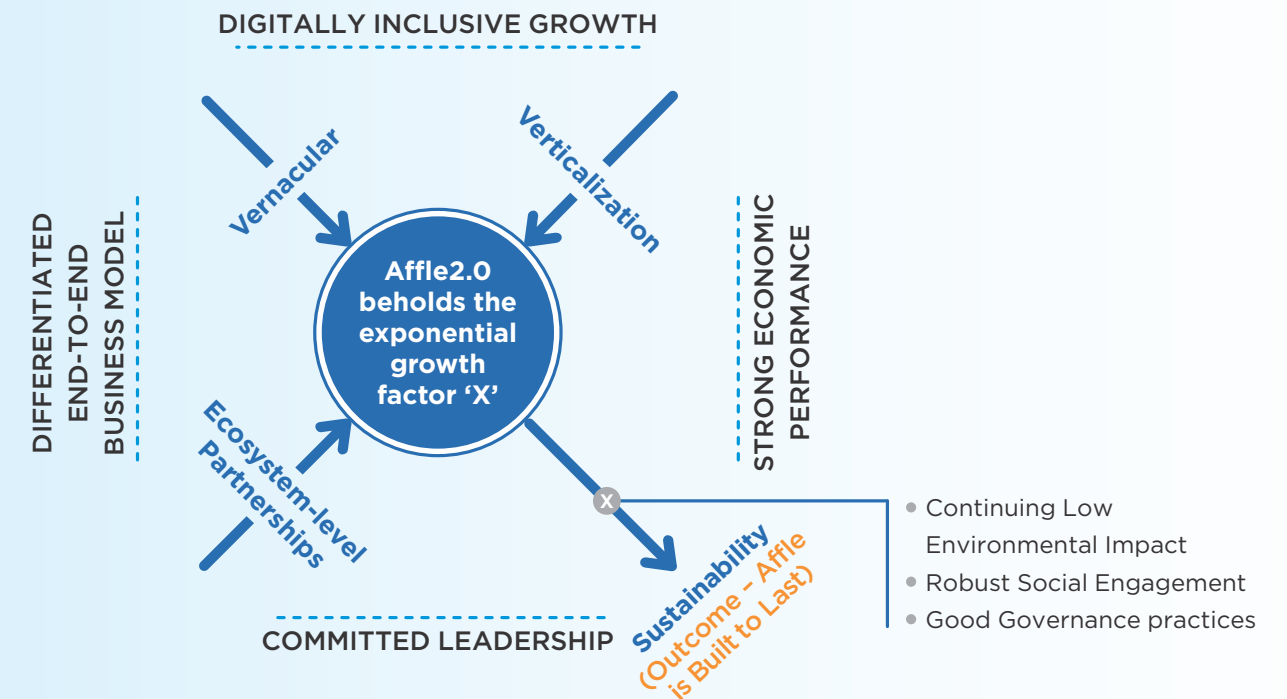 DIGITALLY INCLUSIVE GROWTH
Vernacular
Verticalization
DIFFERENTIATED
END-TO-END
BUSINESS MODEL
Affle2.0
beholds the
exponential
growth
factor ‘X’
STRONG ECONOMIC
PERFORMANCE
Ecosystem-level
Partnerships
X
Continuing Low
Environmental Impact
Robust Social Engagement
Good Governance practices
Sustainability
(Outcome – Affle
is Built to Last)
COMMITTED LEADERSHIP